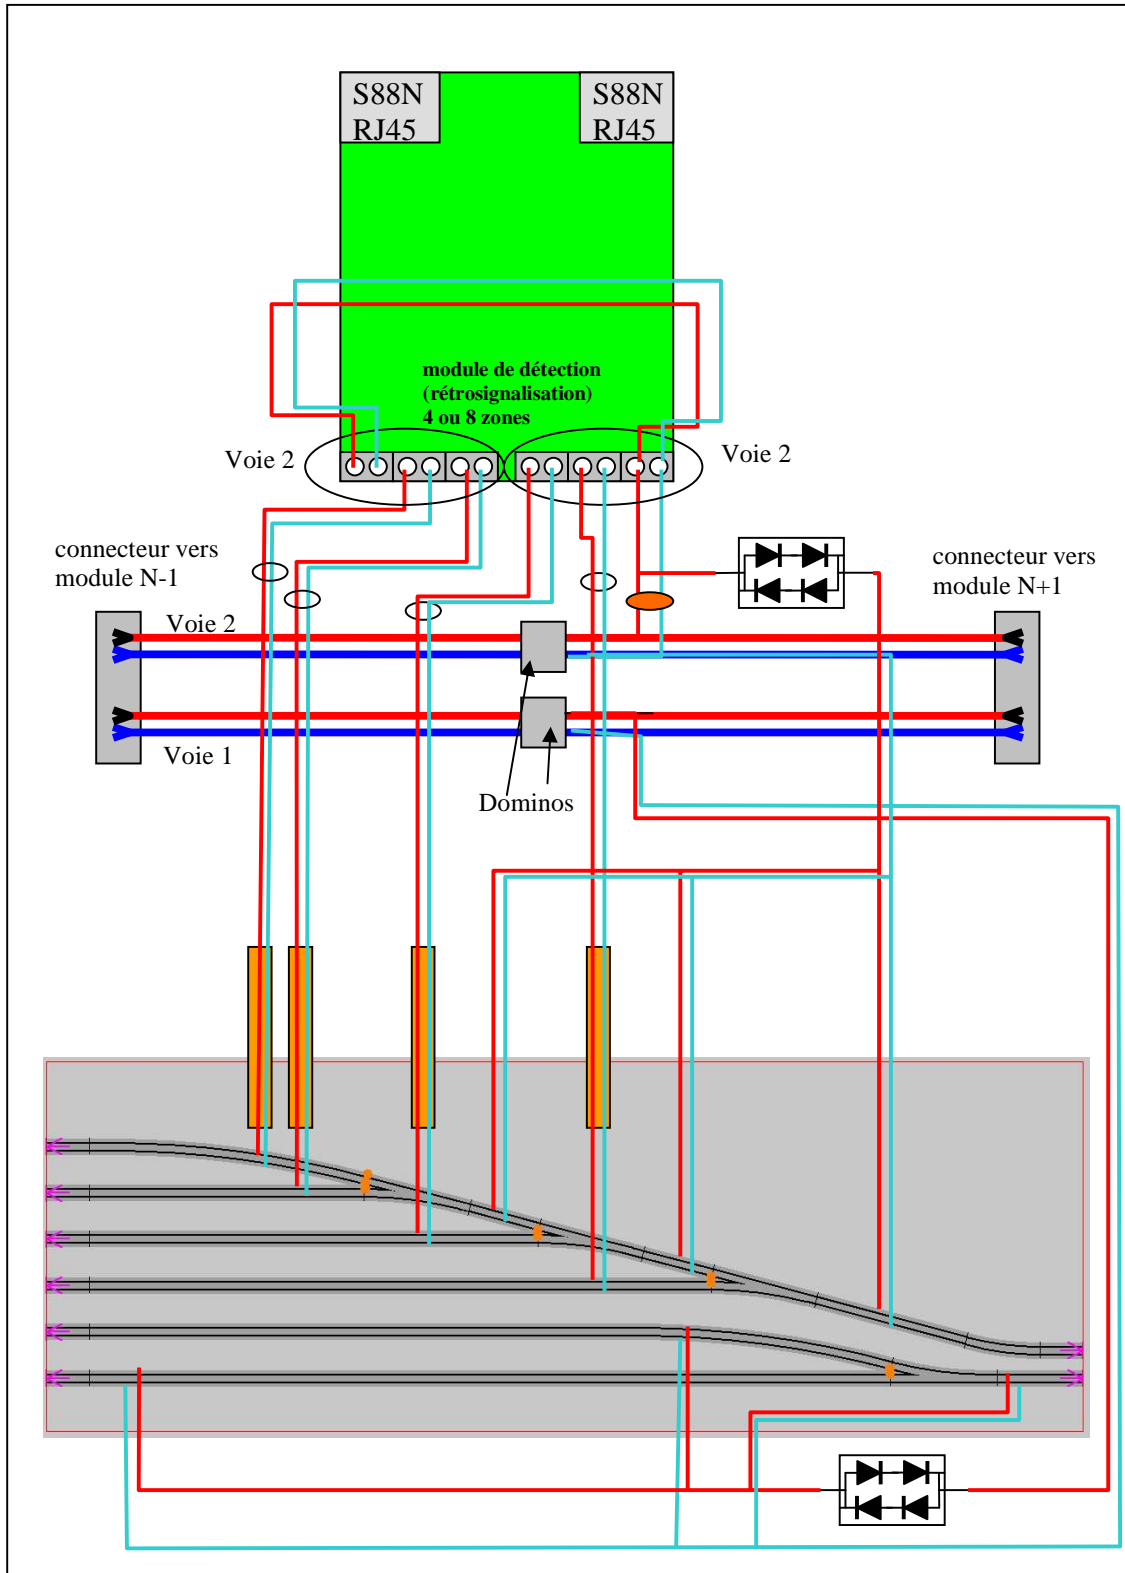 S88N
RJ45
S88N
RJ45
module de détection
(rétrosignalisation)
4 ou 8 zones
Voie 2
Voie 2
connecteur vers
module N-1
connecteur vers
module N+1
Voie 2
Voie 1
Dominos